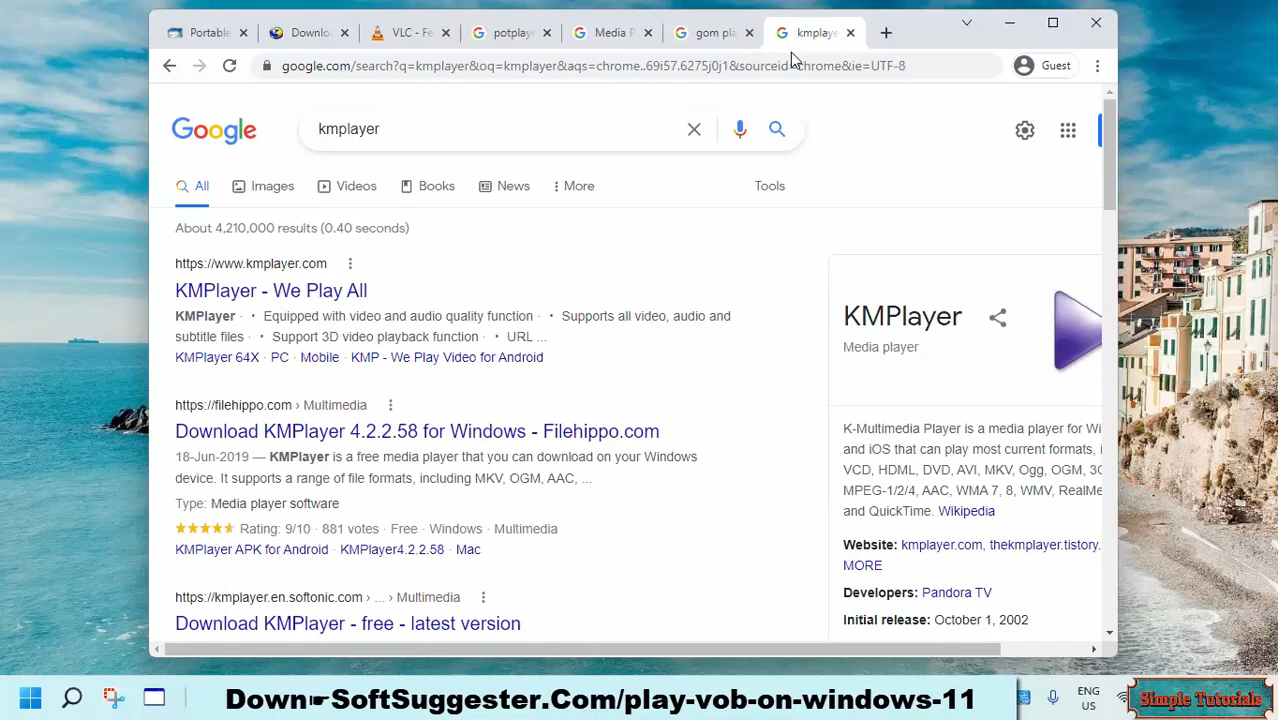 Portable
Downlo
VLC - Fe
potplaye
Media P
gom pla
kmplaye
google.com/search?q=kmplayer&oq=kmplayer&aqs=chrome..69i57.6275j0j1&sourceid=chrome&ie=UTF-8
Guest
Google
kmplayer
All
Images
Videos
Books
News
More
Tools
About 4,210,000 results (0.40 seconds)
https://www.kmplayer.com
KMPlayer - We Play All
KMPlayer · • Equipped with video and audio quality function · • Supports all video, audio and
subtitle files · • Support 3D video playback function · • URL ...
KMPlayer 64X · PC · Mobile · KMP - We Play Video for Android
https://filehippo.com › Multimedia
Download KMPlayer 4.2.2.58 for Windows - Filehippo.com
18-Jun-2019 — KMPlayer is a free media player that you can download on your Windows
device. It supports a range of file formats, including MKV, OGM, AAC, ...
Type: Media player software
Rating: 9/10 · 881 votes · Free · Windows · Multimedia
KMPlayer APK for Android · KMPlayer4.2.2.58 · Mac
https://kmplayer.en.softonic.com › ... › Multimedia
Download KMPlayer - free - latest version
KMPlayer
Media player
K-Multimedia Player is a media player for Wi
and iOS that can play most current formats, i
VCD, HDML, DVD, AVI, MKV, Ogg, OGM, 3G
MPEG-1/2/4, AAC, WMA 7, 8, WMV, RealMe
and QuickTime. Wikipedia
Website: kmplayer.com, thekmplayer.tistory.
MORE
Developers: Pandora TV
Initial release: October 1, 2002
Down☛SoftSuggester.Com/play-vob-on-windows-11
ENG
US
Simple Tutorials